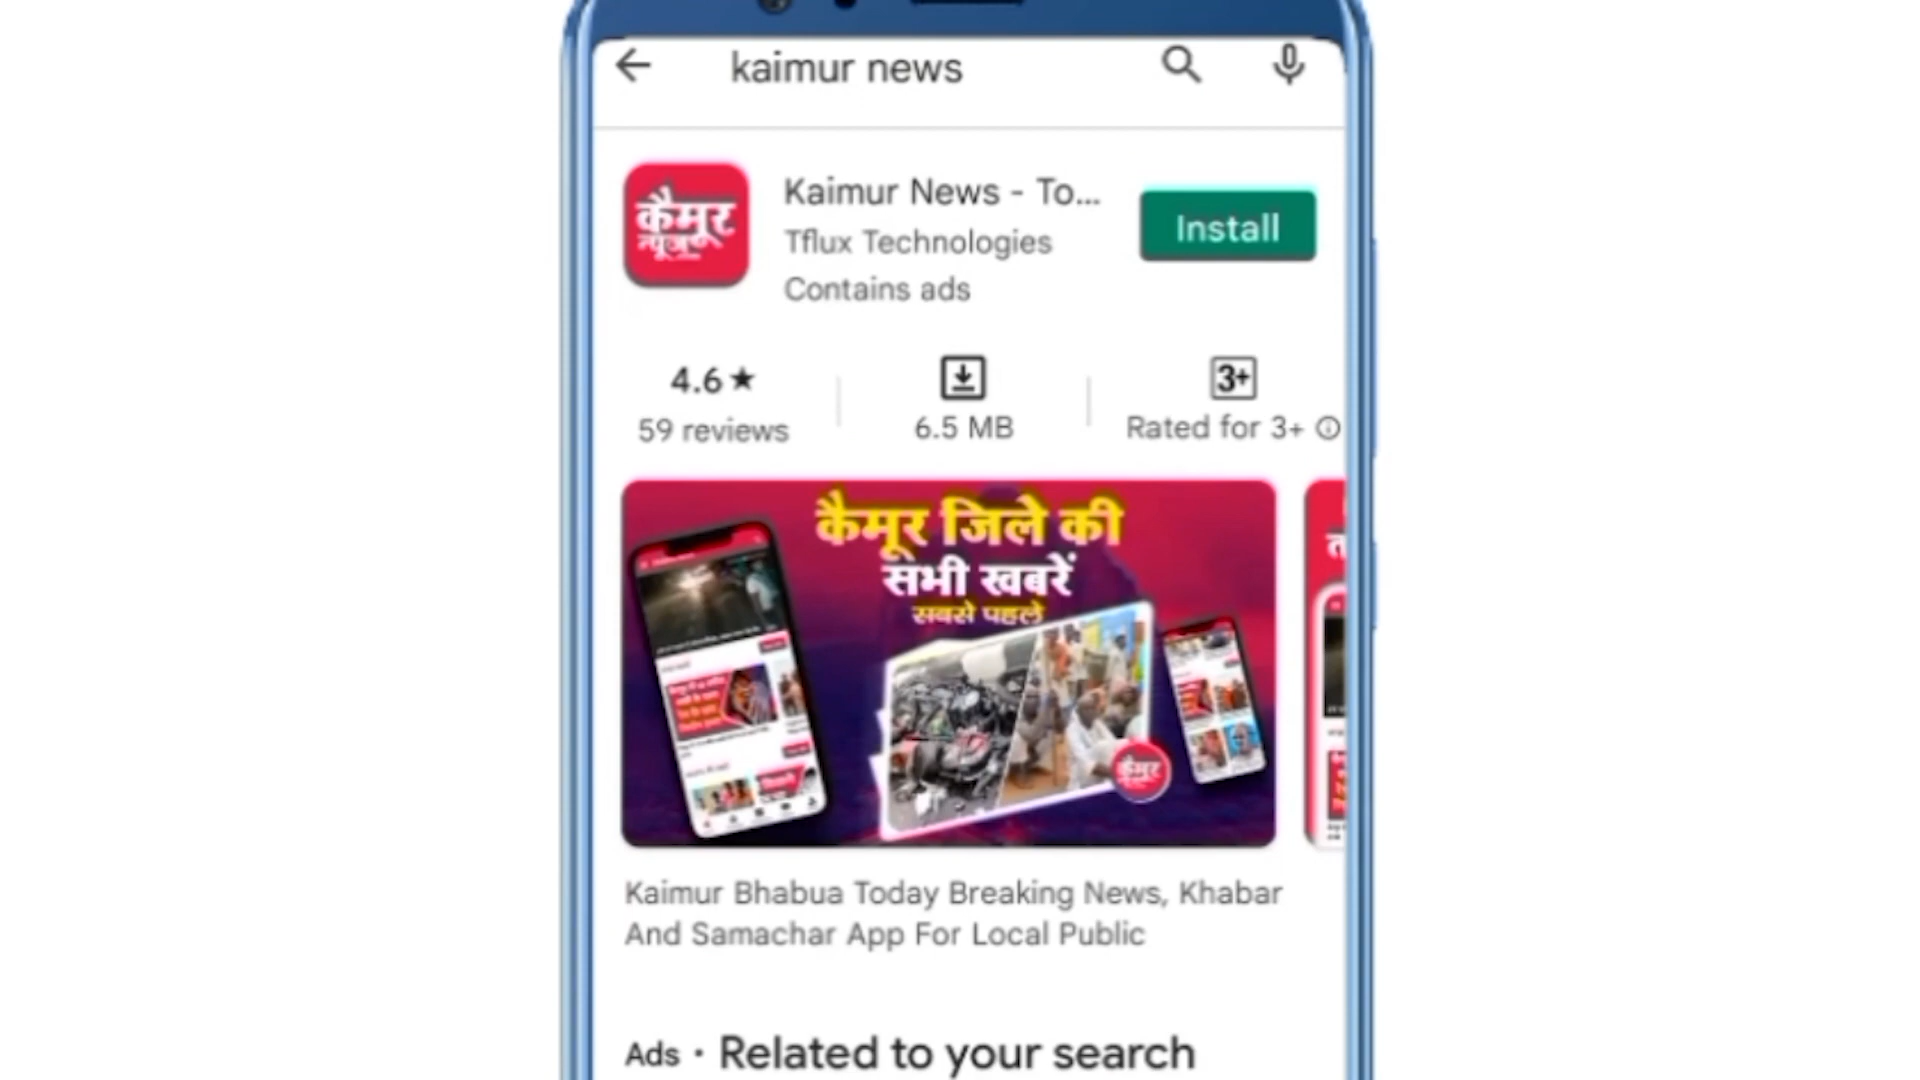 kaimur news
कैमूर
न्यूज़
Kaimur News - To...
Install
Tflux Technologies
Contains ads
4.6★
3+
59 reviews
6.5 MB
Rated for 3+
कैमूर जिले की
सभी खबरें
सबसे पहले
कैमूर
Kaimur Bhabua Today Breaking News, Khabar
And Samachar App For Local Public
Ads · Related to your search